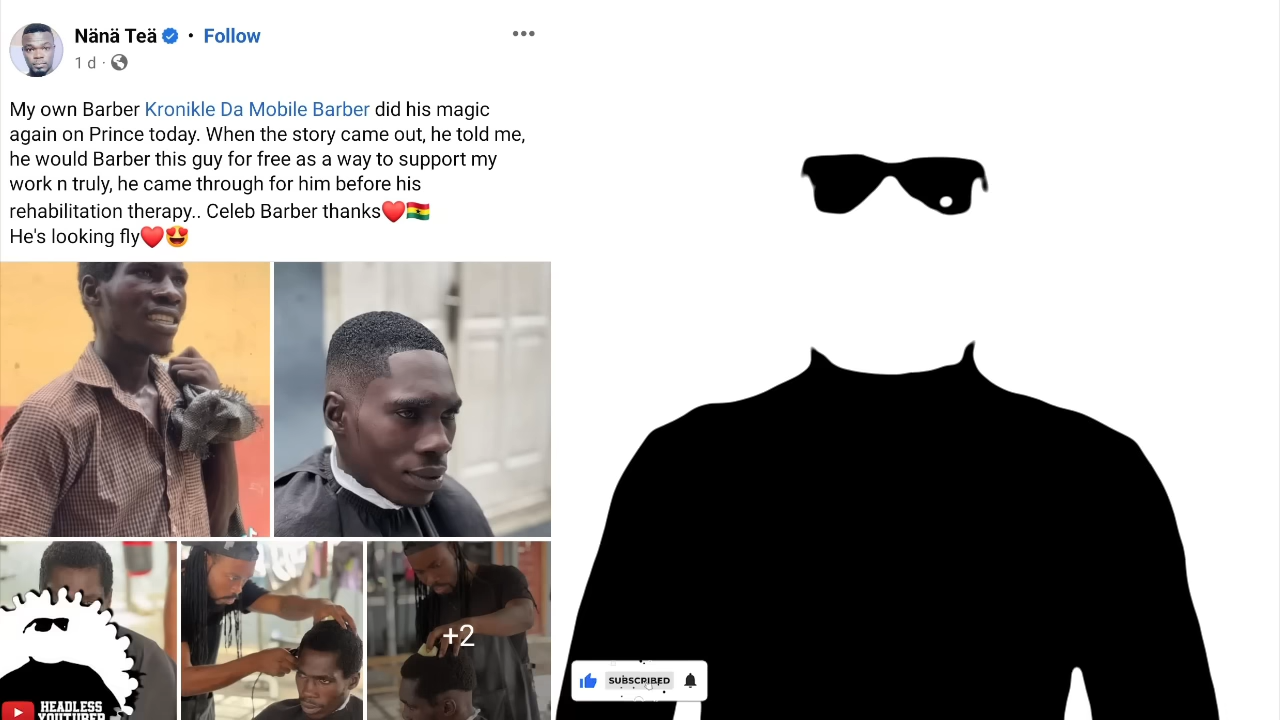 Nänä Teä • Follow
1 d ·
My own Barber Kronikle Da Mobile Barber did his magic
again on Prince today. When the story came out, he told me,
he would Barber this guy for free as a way to support my
work n truly, he came through for him before his
rehabilitation therapy.. Celeb Barber thanks❤️🇬🇭
He's looking fly❤️😍
+2
HEADLESS
YOUTUBER
SUBSCRIBED